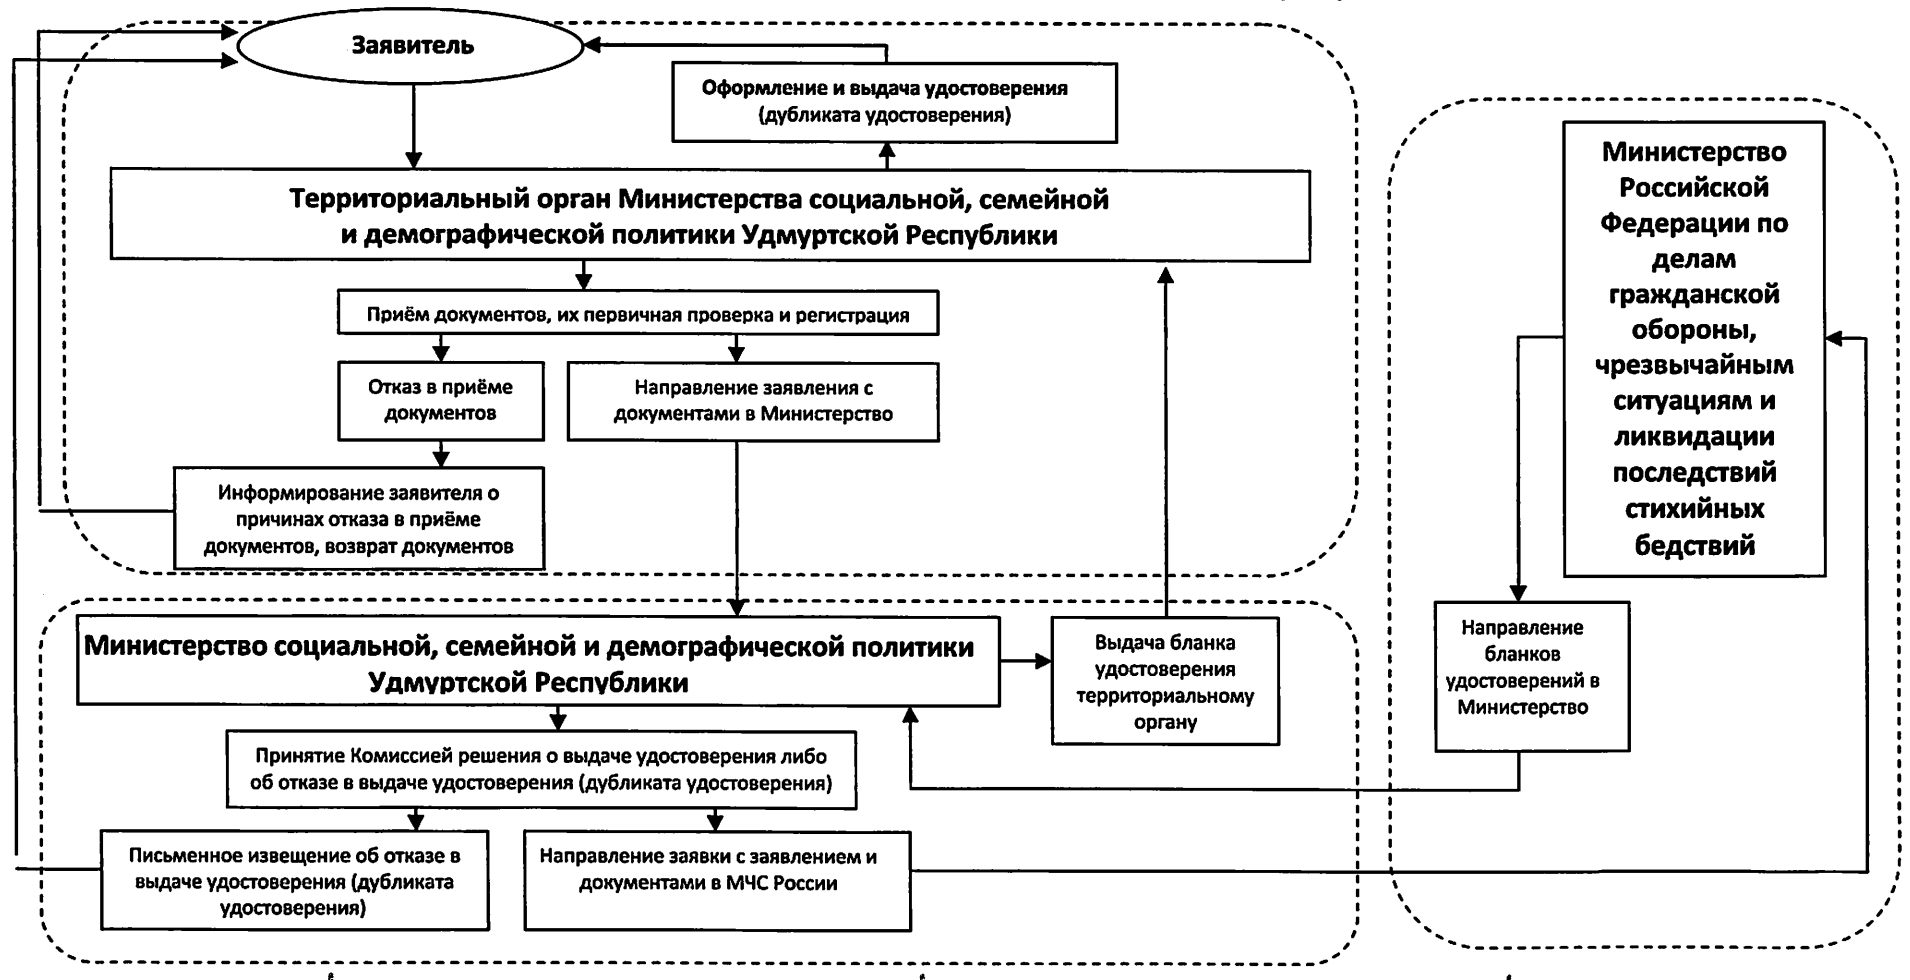 Заявитель
Оформление и выдача удостоверения
(дубликата удостоверения)
Территориальный орган Министерства социальной, семейной
и демографической политики Удмуртской Республики
Приём документов, их первичная проверка и регистрация
Отказ в приёме
документов
Направление заявления с
документами в Министерство
Информирование заявителя о
причинах отказа в приёме
документов, возврат документов
Министерство социальной, семейной и демографической политики
Удмуртской Республики
Выдача бланка
удостоверения
территориальному
органу
Принятие Комиссией решения о выдаче удостоверения либо
об отказе в выдаче удостоверения (дубликата удостоверения)
Письменное извещение об отказе в
выдаче удостоверения (дубликата
удостоверения)
Направление заявки с заявлением и
документами в МЧС России
Министерство
Российской
Федерации по
делам
гражданской
обороны,
чрезвычайным
ситуациям и
ликвидации
последствий
стихийных
бедствий
Направление
бланков
удостоверений в
Министерство